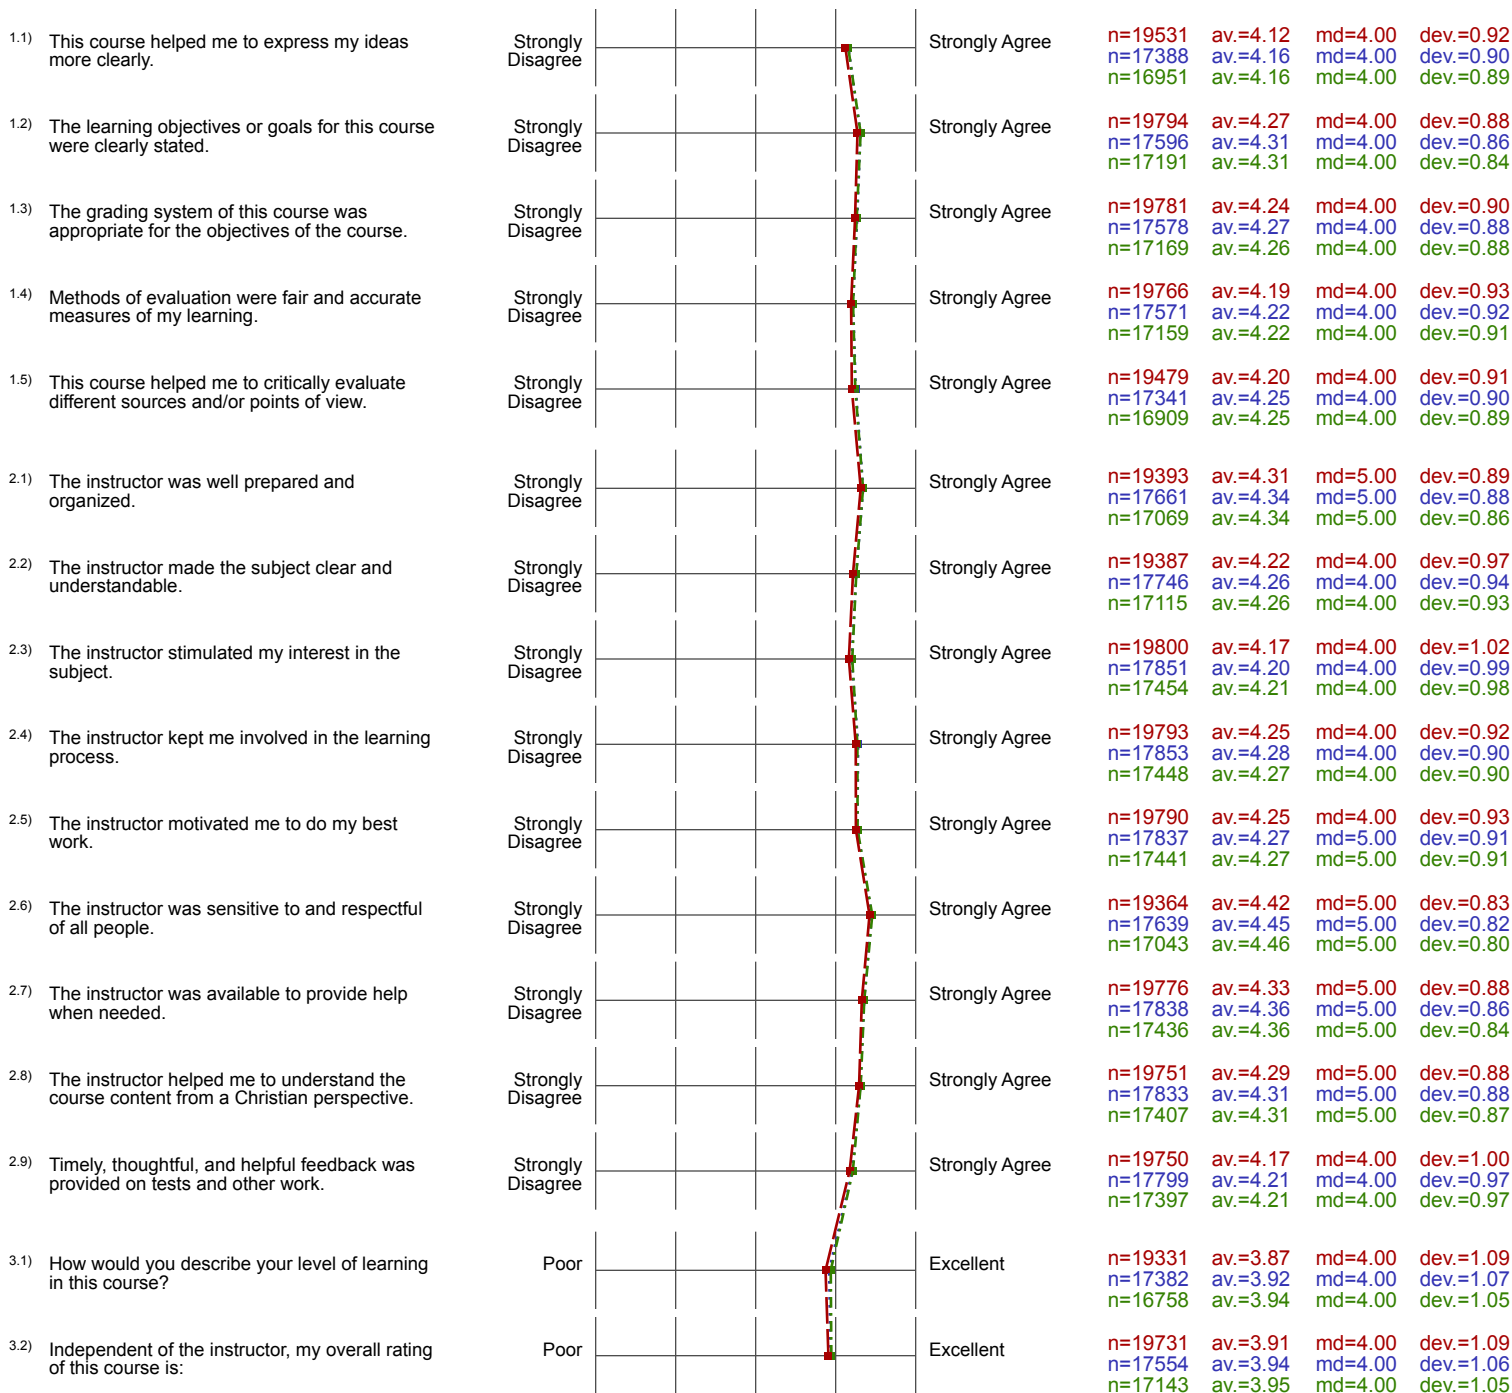 1.1) This course helped me to express my ideas
more clearly.
Strongly
Disagree
Strongly Agree
n=19531 av.=4.12 md=4.00 dev.=0.92
n=17388 av.=4.16 md=4.00 dev.=0.90
n=16951 av.=4.16 md=4.00 dev.=0.89
1.2) The learning objectives or goals for this course
were clearly stated.
Strongly
Disagree
Strongly Agree
n=19794 av.=4.27 md=4.00 dev.=0.88
n=17596 av.=4.31 md=4.00 dev.=0.86
n=17191 av.=4.31 md=4.00 dev.=0.84
1.3) The grading system of this course was
appropriate for the objectives of the course.
Strongly
Disagree
Strongly Agree
n=19781 av.=4.24 md=4.00 dev.=0.90
n=17578 av.=4.27 md=4.00 dev.=0.88
n=17169 av.=4.26 md=4.00 dev.=0.88
1.4) Methods of evaluation were fair and accurate
measures of my learning.
Strongly
Disagree
Strongly Agree
n=19766 av.=4.19 md=4.00 dev.=0.93
n=17571 av.=4.22 md=4.00 dev.=0.92
n=17159 av.=4.22 md=4.00 dev.=0.91
1.5) This course helped me to critically evaluate
different sources and/or points of view.
Strongly
Disagree
Strongly Agree
n=19479 av.=4.20 md=4.00 dev.=0.91
n=17341 av.=4.25 md=4.00 dev.=0.90
n=16909 av.=4.25 md=4.00 dev.=0.89
2.1) The instructor was well prepared and
organized.
Strongly
Disagree
Strongly Agree
n=19393 av.=4.31 md=5.00 dev.=0.89
n=17661 av.=4.34 md=5.00 dev.=0.88
n=17069 av.=4.34 md=5.00 dev.=0.86
2.2) The instructor made the subject clear and
understandable.
Strongly
Disagree
Strongly Agree
n=19387 av.=4.22 md=4.00 dev.=0.97
n=17746 av.=4.26 md=4.00 dev.=0.94
n=17115 av.=4.26 md=4.00 dev.=0.93
2.3) The instructor stimulated my interest in the
subject.
Strongly
Disagree
Strongly Agree
n=19800 av.=4.17 md=4.00 dev.=1.02
n=17851 av.=4.20 md=4.00 dev.=0.99
n=17454 av.=4.21 md=4.00 dev.=0.98
2.4) The instructor kept me involved in the learning
process.
Strongly
Disagree
Strongly Agree
n=19793 av.=4.25 md=4.00 dev.=0.92
n=17853 av.=4.28 md=4.00 dev.=0.90
n=17448 av.=4.27 md=4.00 dev.=0.90
2.5) The instructor motivated me to do my best
work.
Strongly
Disagree
Strongly Agree
n=19790 av.=4.25 md=4.00 dev.=0.93
n=17837 av.=4.27 md=5.00 dev.=0.91
n=17441 av.=4.27 md=5.00 dev.=0.91
2.6) The instructor was sensitive to and respectful
of all people.
Strongly
Disagree
Strongly Agree
n=19364 av.=4.42 md=5.00 dev.=0.83
n=17639 av.=4.45 md=5.00 dev.=0.82
n=17043 av.=4.46 md=5.00 dev.=0.80
2.7) The instructor was available to provide help
when needed.
Strongly
Disagree
Strongly Agree
n=19776 av.=4.33 md=5.00 dev.=0.88
n=17838 av.=4.36 md=5.00 dev.=0.86
n=17436 av.=4.36 md=5.00 dev.=0.84
2.8) The instructor helped me to understand the
course content from a Christian perspective.
Strongly
Disagree
Strongly Agree
n=19751 av.=4.29 md=5.00 dev.=0.88
n=17833 av.=4.31 md=5.00 dev.=0.88
n=17407 av.=4.31 md=5.00 dev.=0.87
2.9) Timely, thoughtful, and helpful feedback was
provided on tests and other work.
Strongly
Disagree
Strongly Agree
n=19750 av.=4.17 md=4.00 dev.=1.00
n=17799 av.=4.21 md=4.00 dev.=0.97
n=17397 av.=4.21 md=4.00 dev.=0.97
3.1) How would you describe your level of learning
in this course?
Poor
Excellent
n=19331 av.=3.87 md=4.00 dev.=1.09
n=17382 av.=3.92 md=4.00 dev.=1.07
n=16758 av.=3.94 md=4.00 dev.=1.05
3.2) Independent of the instructor, my overall rating
of this course is:
Poor
Excellent
n=19731 av.=3.91 md=4.00 dev.=1.09
n=17554 av.=3.94 md=4.00 dev.=1.06
n=17143 av.=3.95 md=4.00 dev.=1.05